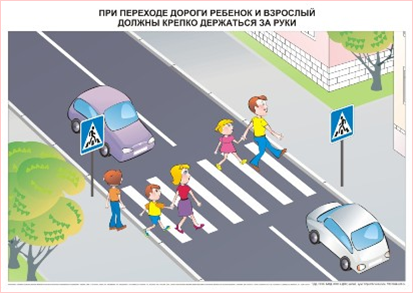 ПРИ ПЕРЕХОДЕ ДОРОГИ РЕБЕНОК И ВЗРОСЛЫЙ
ДОЛЖНЫ КРЕПКО ДЕРЖАТЬСЯ ЗА РУКИ